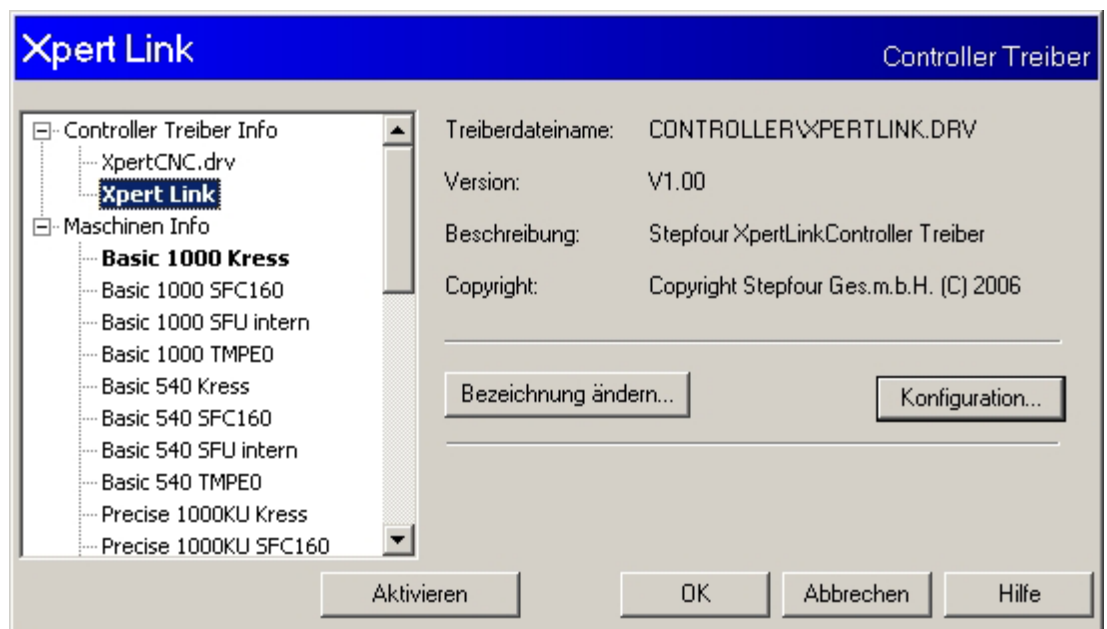 Xpert Link
Controller Treiber
Controller Treiber Info
XpertCNC.drv
Xpert Link
Maschinen Info
Basic 1000 Kress
Basic 1000 SFC160
Basic 1000 SFU intern
Basic 1000 TMPE0
Basic 540 Kress
Basic 540 SFC160
Basic 540 SFU intern
Basic 540 TMPE0
Precise 1000KU Kress
Precise 1000KU SFC160
Treiberdateiname: CONTROLLER\XPERTLINK.DRV
Version: V1.00
Beschreibung: Stepfour XpertLinkController Treiber
Copyright: Copyright Stepfour Ges.m.b.H. (C) 2006
Bezeichnung ändern... Konfiguration...
Aktivieren OK Abbrechen Hilfe